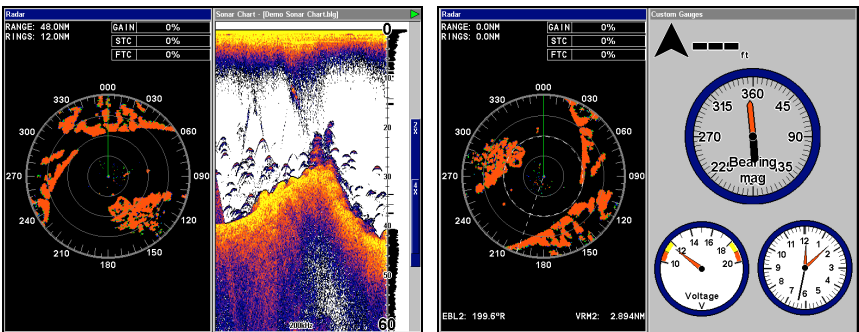 Radar
RANGE: 48.0NM
RINGS: 12.0NM
GAIN 0%
STC 0%
FTC 0%
000
330 030
300 060
270 090
240 120
210 150
180
Sonar Chart - [Demo Sonar Chart.blg]
0
10
20
30
40
50
60
200kHz
2X
4X
Radar
RANGE: 0.0NM
RINGS: 0.0NM
GAIN 0%
STC 0%
FTC 0%
000
330 030
300 060
270 090
240 120
210 150
180
EBL2: 199.6°R VRM2: 2.894NM
Custom Gauges
ft
360
315 45
270 90
225 135
Bearing
mag
14 16
12 18
10 20
Voltage
V
12
11 1
10 2
9 3
8 4
7 5
6